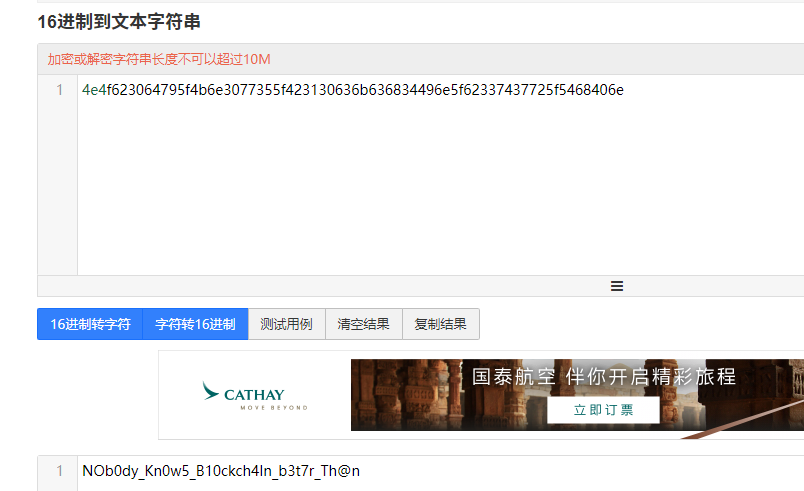 16进制到文本字符串
加密或解密字符串长度不可以超过10M
1 4e4f623064795f4b6e3077355f423130636b636834496e5f62337437725f5468406e
16进制转字符 字符转16进制 测试用例 清空结果 复制结果
CATHAY
MOVE BEYOND
国泰航空 伴你开启精彩旅程
立即订票
1 NOb0dy_Kn0w5_B10ckch4In_b3t7r_Th@n